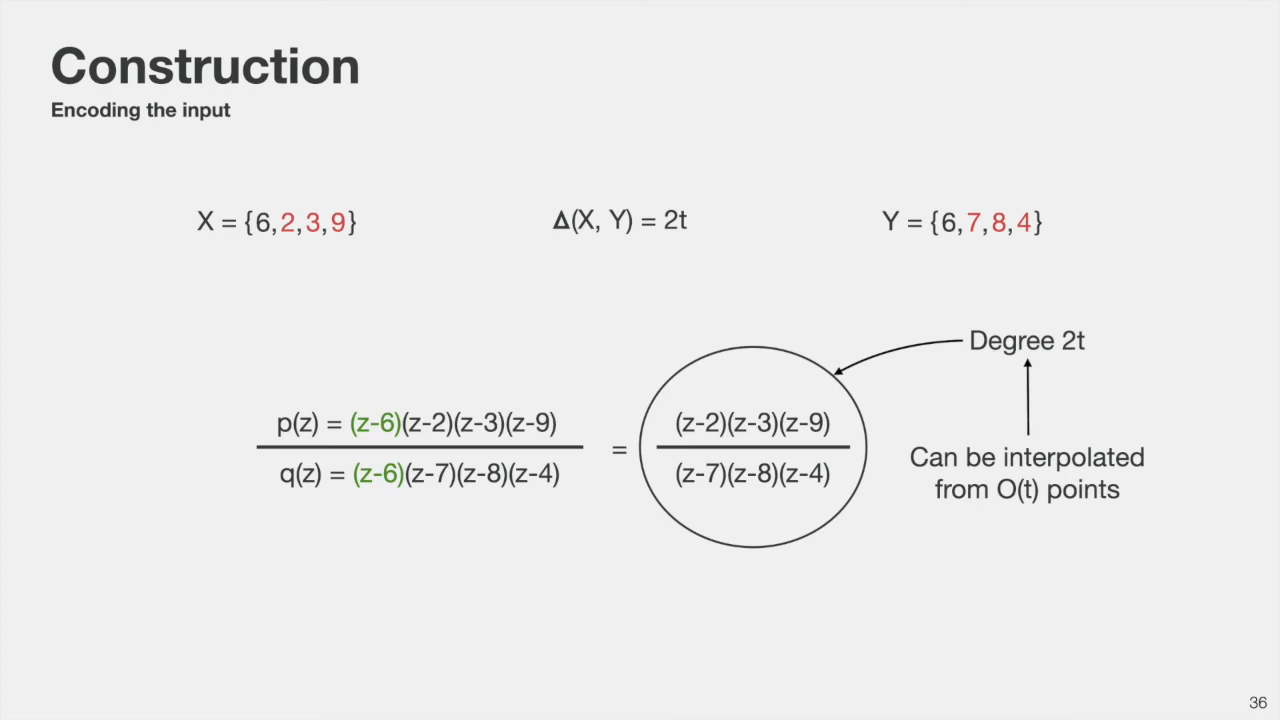 Construction
Encoding the input
X = {6,2,3,9}
Δ(X, Y) = 2t
Y = {6,7,8,4}
Degree 2t
p(z) = (z-6)(z-2)(z-3)(z-9)
q(z) = (z-6)(z-7)(z-8)(z-4)
=
(z-2)(z-3)(z-9)
(z-7)(z-8)(z-4)
Can be interpolated
from O(t) points
36